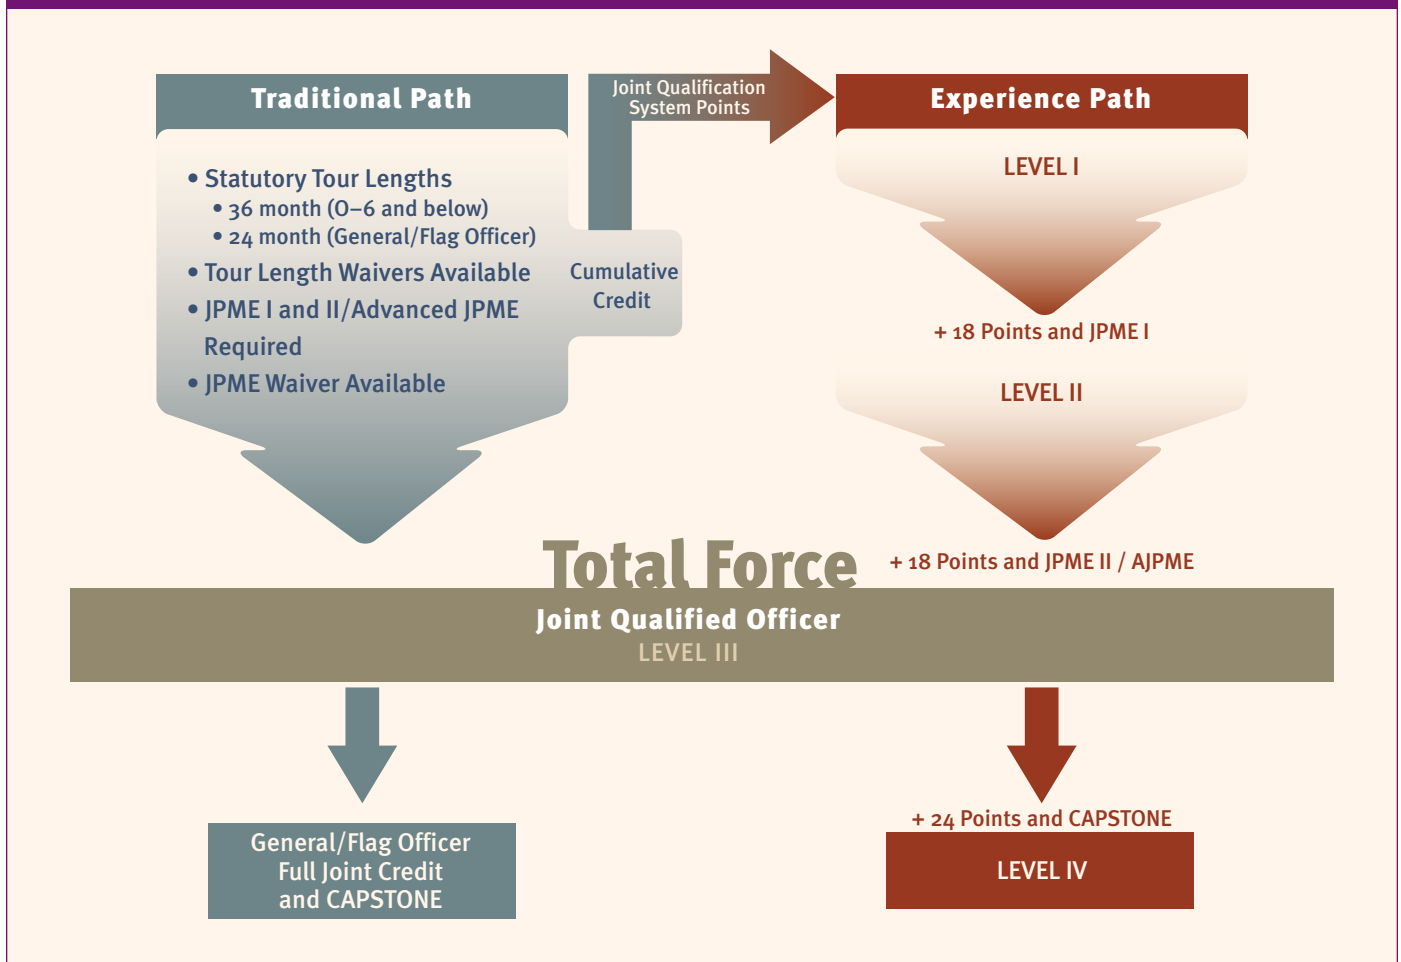 Traditional Path
• Statutory Tour Lengths
• 36 month (O–6 and below)
• 24 month (General/Flag Officer)
• Tour Length Waivers Available
• JPME I and II/Advanced JPME
Required
• JPME Waiver Available
Cumulative
Credit
Joint Qualification
System Points
Experience Path
LEVEL I
+ 18 Points and JPME I
LEVEL II
+ 18 Points and JPME II / AJPME
Total Force
Joint Qualified Officer
LEVEL III
General/Flag Officer
Full Joint Credit
and CAPSTONE
+ 24 Points and CAPSTONE
LEVEL IV